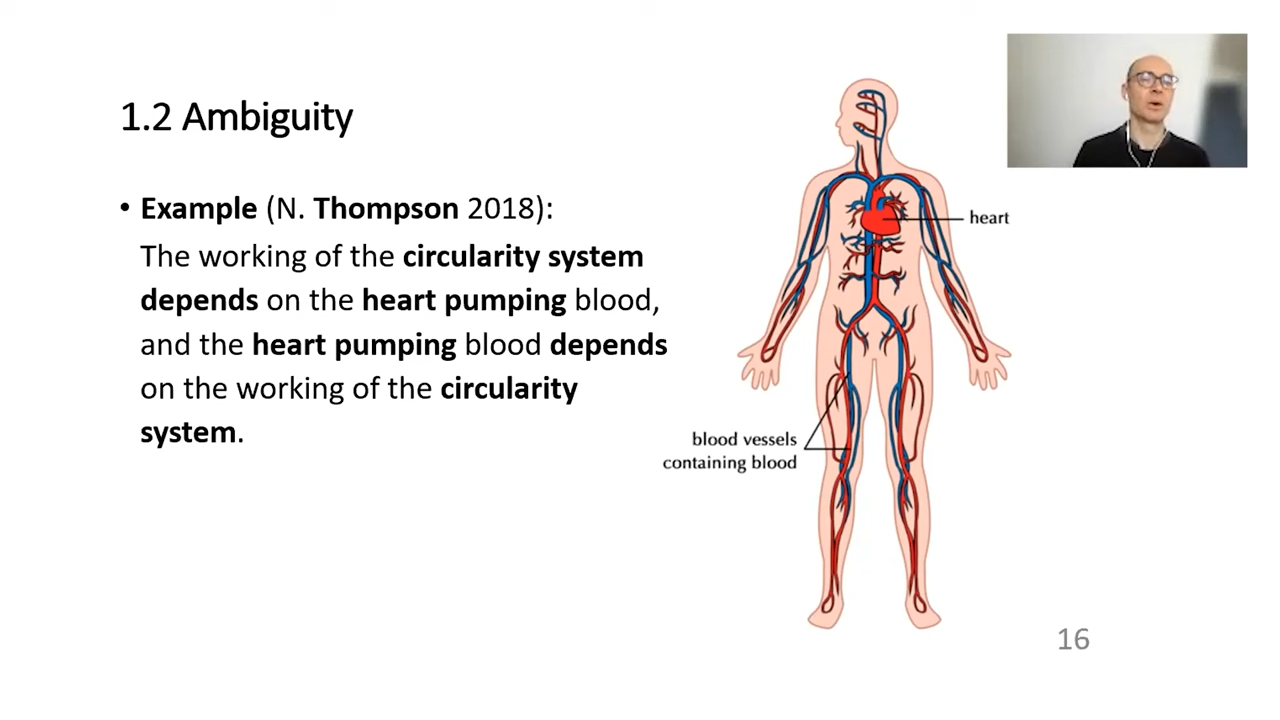 1.2 Ambiguity
• Example (N. Thompson 2018):
The working of the circularity system
depends on the heart pumping blood,
and the heart pumping blood depends
on the working of the circularity
system.
heart
blood vessels
containing blood
16